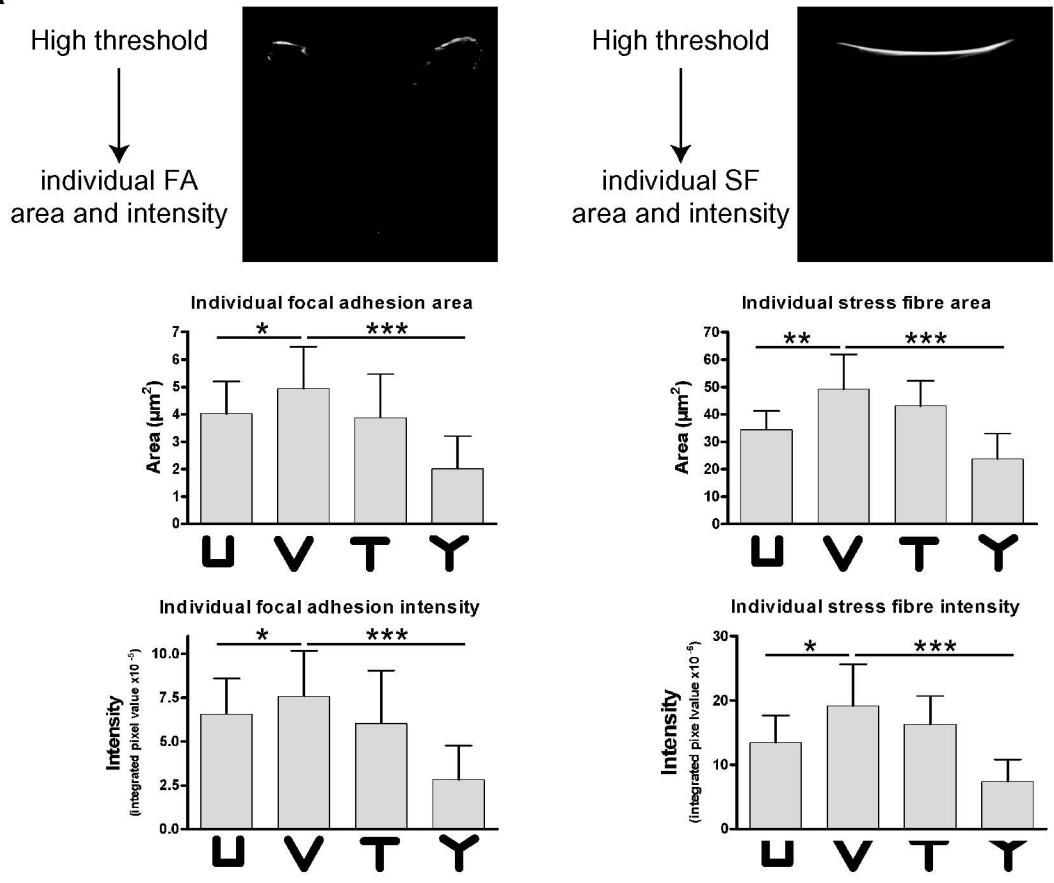 High threshold
individual FA
area and intensity
High threshold
individual SF
area and intensity
Individual focal adhesion area
* ***
7
6
5
4
3
2
1
0
Area (µm²)
U V T Y
Individual stress fibre area
** ***
70
60
50
40
30
20
10
0
Area (µm²)
U V T Y
Individual focal adhesion intensity
* ***
10.0
7.5
5.0
2.5
0.0
Intensity
(integrated pixel value x10⁻⁵)
U V T Y
Individual stress fibre intensity
* ***
30
20
10
0
Intensity
(integrated pixe lvalue x10⁻⁶)
U V T Y